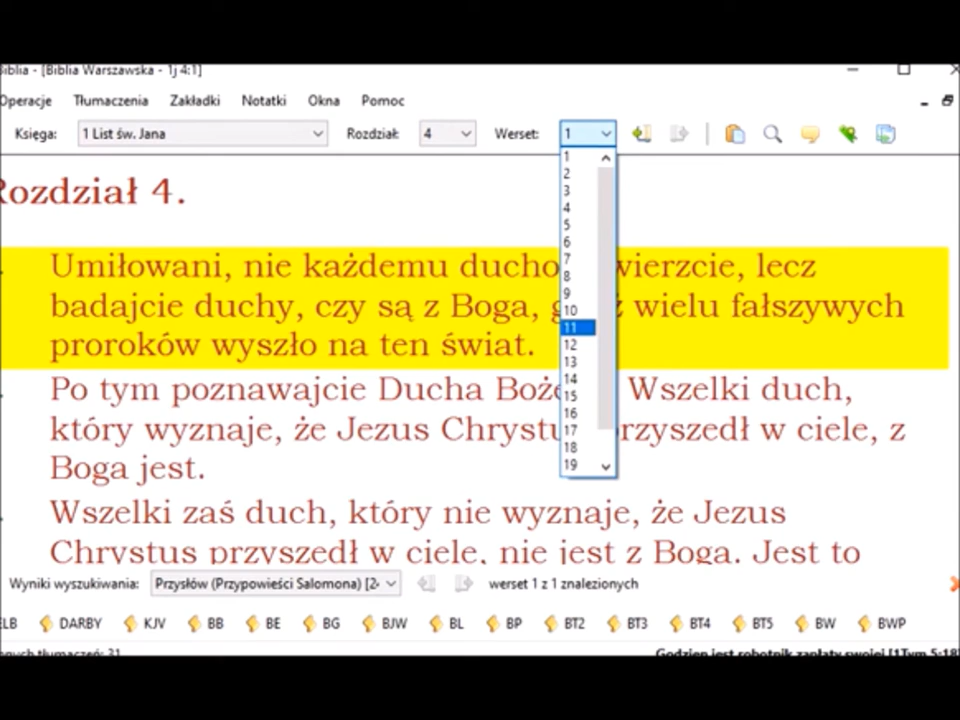 Biblia - [Biblia Warszawska - 1j 4:1]
Operacje Tłumaczenia Zakładki Notatki Okna Pomoc
Księga: 1 List św. Jana Rozdział: 4 Werset: 1
1
2
3
4
5
6
7
8
9
10
11
12
13
14
15
16
17
18
19
Rozdział 4.
Umiłowani, nie każdemu wierzcie, lecz
badajcie duchy, czy są z Boga, wielu fałszywych
proroków wyszło na ten świat.
Po tym poznawajcie Ducha Wszelki duch,
który wyznaje, że Jezus przyszedł w ciele, z
Boga jest.
Wszelki zaś duch, który nie wyznaje, że Jezus
Chrystus przyszedł w ciele, nie jest z Boga. Jest to
Wyniki wyszukiwania: Przysłów (Przypowieści Salomona) [2 werset 1 z 1 znalezionych
ELB DARBY KJV BB BE BG BJW BL BP BT2 BT3 BT4 BT5 BW BWP
tłumaczeń: 31 Godzien jest robotnik zapłaty swojej [1Tym 5:18]